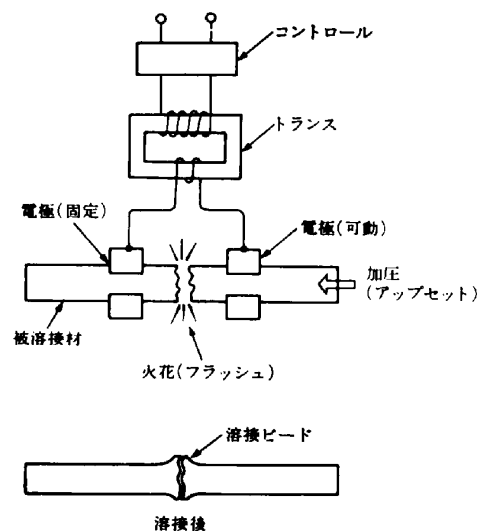 コントロール
トランス
電極(固定)
電極(可動)
加圧
(アップセット)
被溶接材
火花(フラッシュ)
溶接ビード
溶接後